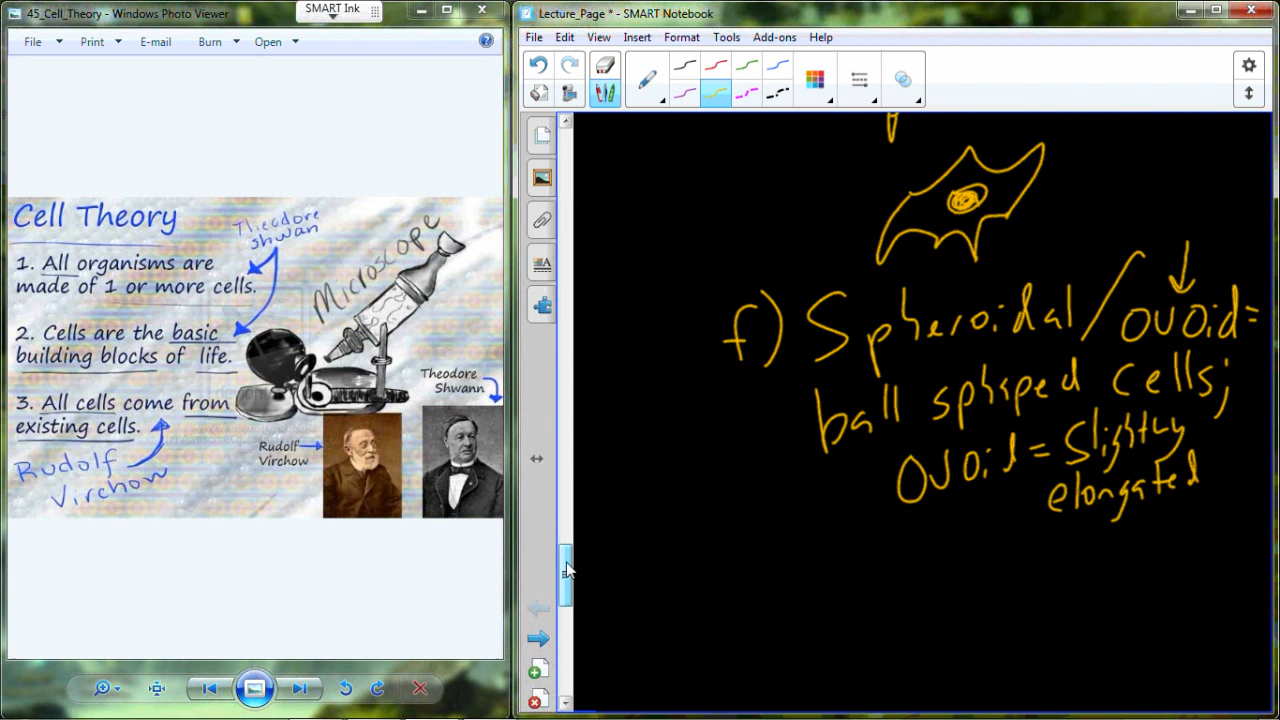 45_Cell_Theory - Windows Photo Viewer
SMART Ink
File Print E-mail Burn Open
Cell Theory
Theodore
shwan
1. All organisms are
made of 1 or more cells.
Microscope
2. Cells are the basic
building blocks of life.
3. All cells come from
existing cells.
Theodore
Shwann
Rudolf
Virchow
Rudolf
Virchow
Lecture_Page * - SMART Notebook
File Edit View Insert Format Tools Add-ons Help
f) Spheroidal / ovoid =
ball sphsped cells;
ovoid = slightly
elongated